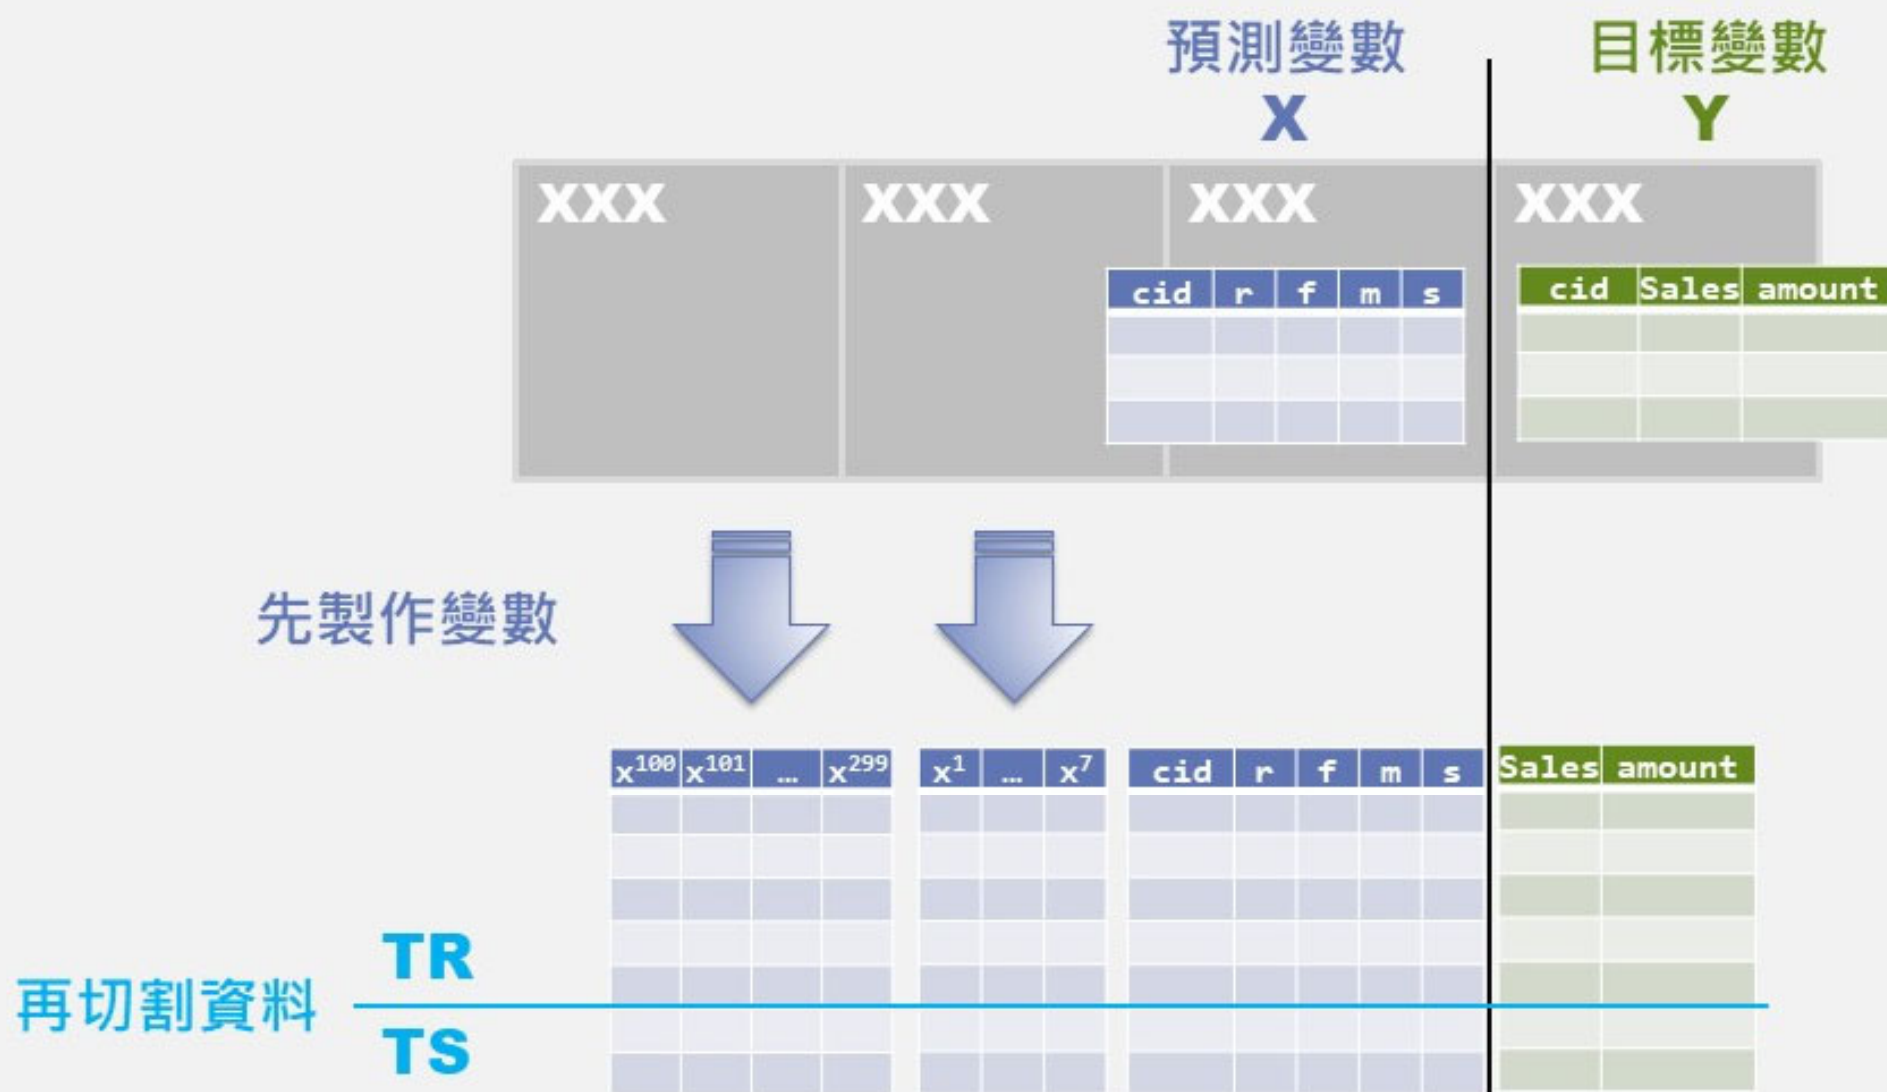 預測變數
X
目標變數
Y
XXX XXX XXX XXX
cid r f m s
cid Sales amount
先製作變數
x¹⁰⁰ x¹⁰¹ … x²⁹⁹
x¹ … x⁷
cid r f m s
Sales amount
再切割資料
TR
TS